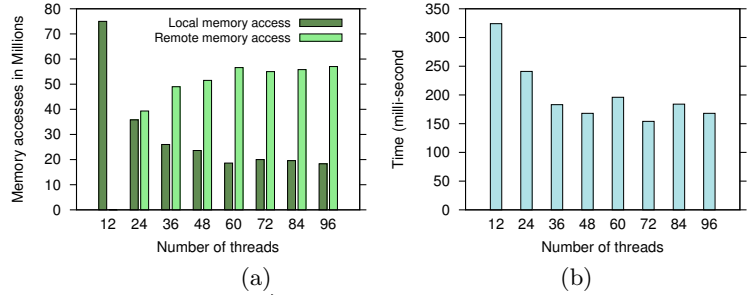 80
70
60
50
40
30
20
10
0
Memory accesses in Millions
Local memory access
Remote memory access
12 24 36 48 60 72 84 96
Number of threads
(a)
350
300
250
200
150
100
50
0
Time (milli-second
12 24 36 48 60 72 84 96
Number of threads
(b)